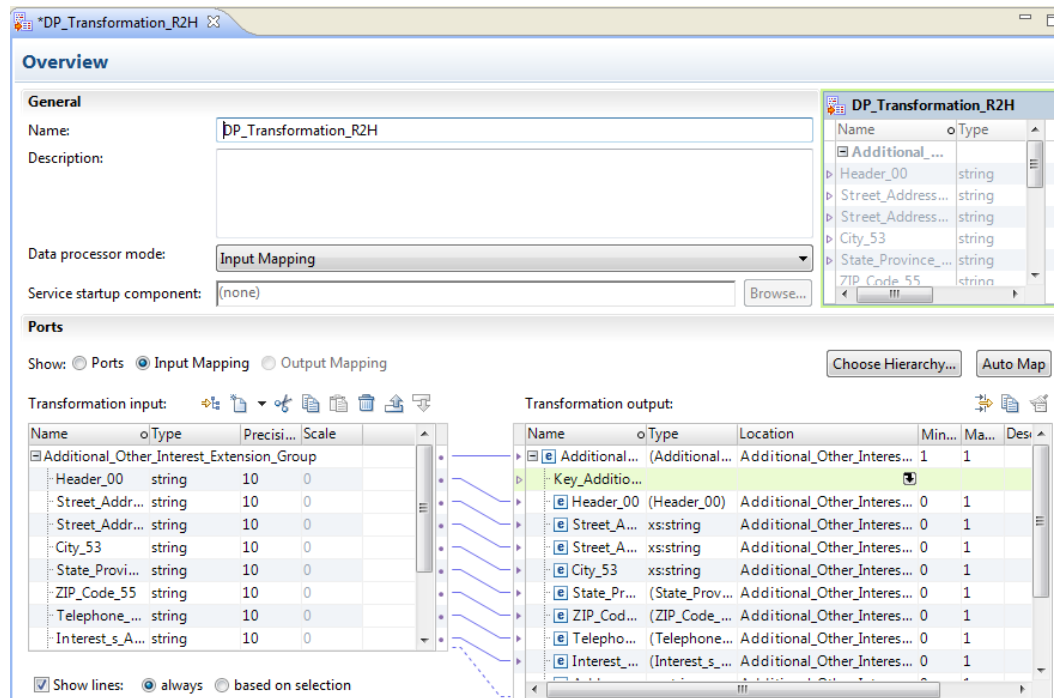 *DP_Transformation_R2H
Overview
General
Name: DP_Transformation_R2H
Description:
Data processor mode: Input Mapping
Service startup component: (none) Browse...
DP_Transformation_R2H
Name Type
Additional_...
Header_00 string
Street_Address... string
Street_Address... string
City_53 string
State_Province_... string
ZIP_Code_55 string
Ports
Show: Ports Input Mapping Output Mapping
Choose Hierarchy... Auto Map
Transformation input:
Name Type Precisi... Scale
Additional_Other_Interest_Extension_Group
Header_00 string 10 0
Street_Addr... string 10 0
Street_Addr... string 10 0
City_53 string 10 0
State_Provi... string 10 0
ZIP_Code_55 string 10 0
Telephone_... string 10 0
Interest_s_A... string 10 0
Show lines: always based on selection
Transformation output:
Name Type Location Min... Ma... Des
Additional... (Additional... Additional_Other_Interes... 1 1
Key_Additio...
e Header_00 (Header_00) Additional_Other_Interes... 0 1
e Street_A... xs:string Additional_Other_Interes... 0 1
e Street_A... xs:string Additional_Other_Interes... 0 1
e City_53 xs:string Additional_Other_Interes... 0 1
e State_Pr... (State_Prov... Additional_Other_Interes... 0 1
e ZIP_Cod... (ZIP_Code_... Additional_Other_Interes... 0 1
e Telepho... (Telephone... Additional_Other_Interes... 0 1
e Interest_... (Interest_s_... Additional_Other_Interes... 0 1